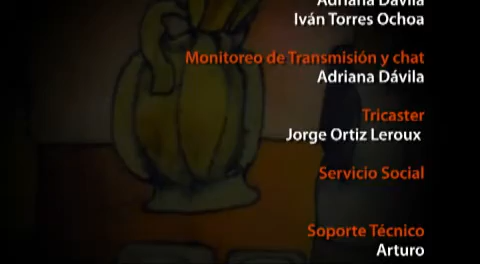 Adriana Dávila
Iván Torres Ochoa
Monitoreo de Transmisión y chat
Adriana Dávila
Tricaster
Jorge Ortiz Leroux
Servicio Social
Soporte Técnico
Arturo